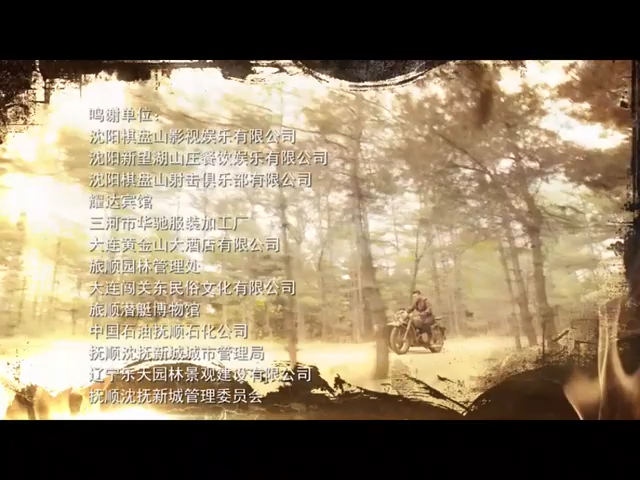 鸣谢单位：
沈阳棋盘山影视娱乐有限公司
沈阳新望湖山庄餐饮娱乐有限公司
沈阳棋盘山射击俱乐部有限公司
耀达宾馆
三河市华驰服装加工厂
大连黄金山大酒店有限公司
旅顺园林管理处
大连闯关东民俗文化有限公司
旅顺潜艇博物馆
中国石油抚顺石化公司
抚顺沈抚新城城市管理局
辽宁乐天园林景观建设有限公司
抚顺沈抚新城管理委员会